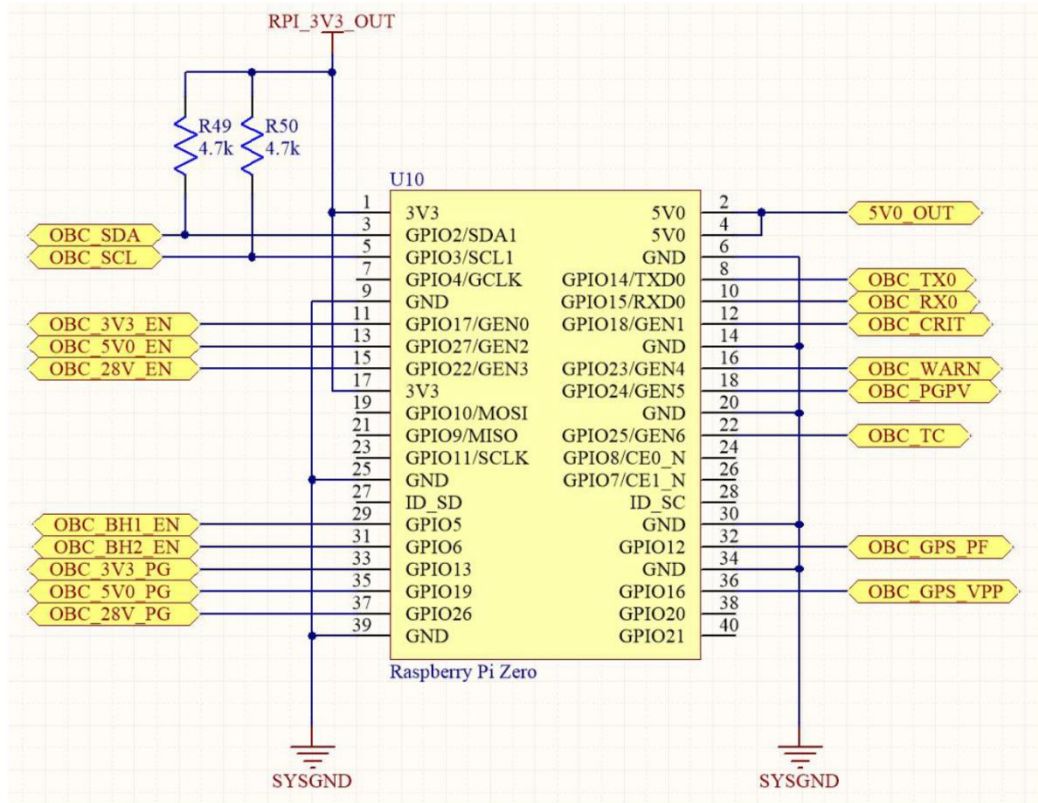 RPI_3V3_OUT
R49
4.7k
R50
4.7k
U10
1 3V3 5V0 2 5V0_OUT
OBC_SDA 3 GPIO2/SDA1 5V0 4
OBC_SCL 5 GPIO3/SCL1 GND 6
7 GPIO4/GCLK GPIO14/TXD0 8 OBC_TX0
9 GND GPIO15/RXD0 10 OBC_RX0
OBC_3V3_EN 11 GPIO17/GEN0 GPIO18/GEN1 12 OBC_CRIT
OBC_5V0_EN 13 GPIO27/GEN2 GND 14
OBC_28V_EN 15 GPIO22/GEN3 GPIO23/GEN4 16 OBC_WARN
17 3V3 GPIO24/GEN5 18 OBC_PGPV
19 GPIO10/MOSI GND 20
21 GPIO9/MISO GPIO25/GEN6 22 OBC_TC
23 GPIO11/SCLK GPIO8/CE0_N 24
25 GND GPIO7/CE1_N 26
27 ID_SD ID_SC 28
OBC_BH1_EN 29 GPIO5 GND 30
OBC_BH2_EN 31 GPIO6 GPIO12 32 OBC_GPS_PF
OBC_3V3_PG 33 GPIO13 GND 34
OBC_5V0_PG 35 GPIO19 GPIO16 36 OBC_GPS_VPP
OBC_28V_PG 37 GPIO26 GPIO20 38
39 GND GPIO21 40
Raspberry Pi Zero
SYSGND
SYSGND